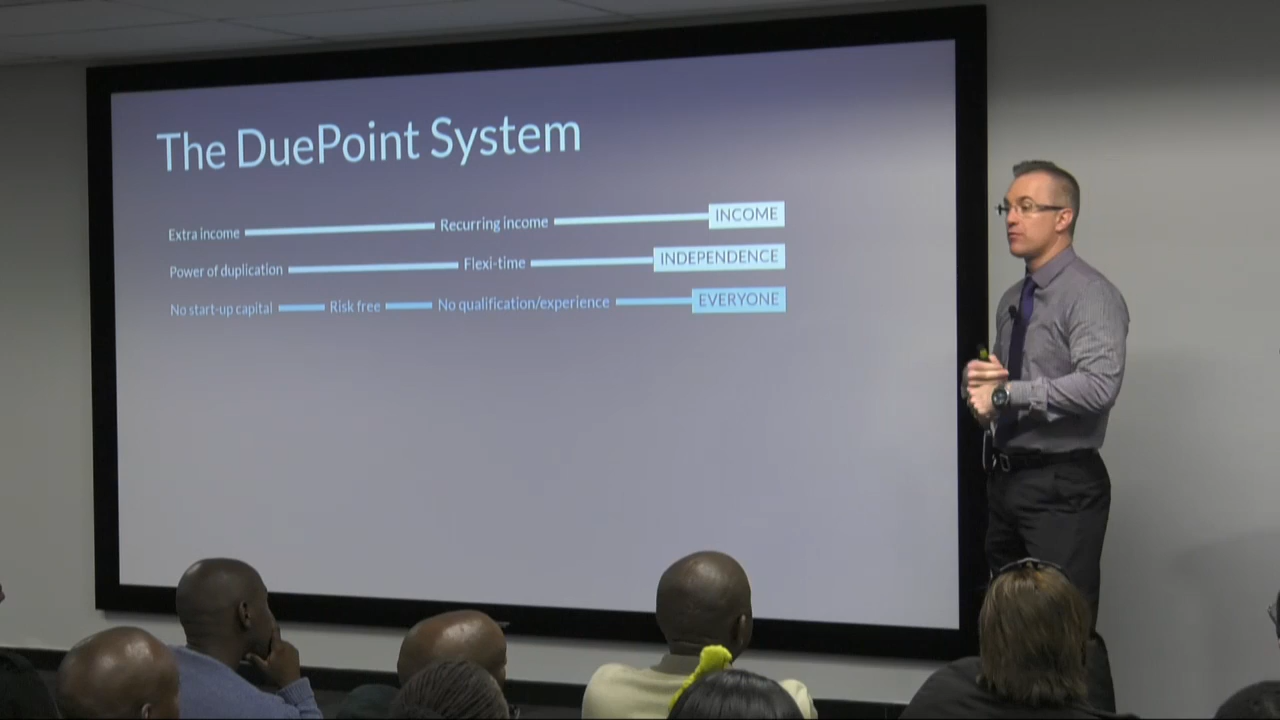 The DuePoint System
Extra income Recurring income INCOME
Power of duplication Flexi-time INDEPENDENCE
No start-up capital Risk free No qualification/experience EVERYONE